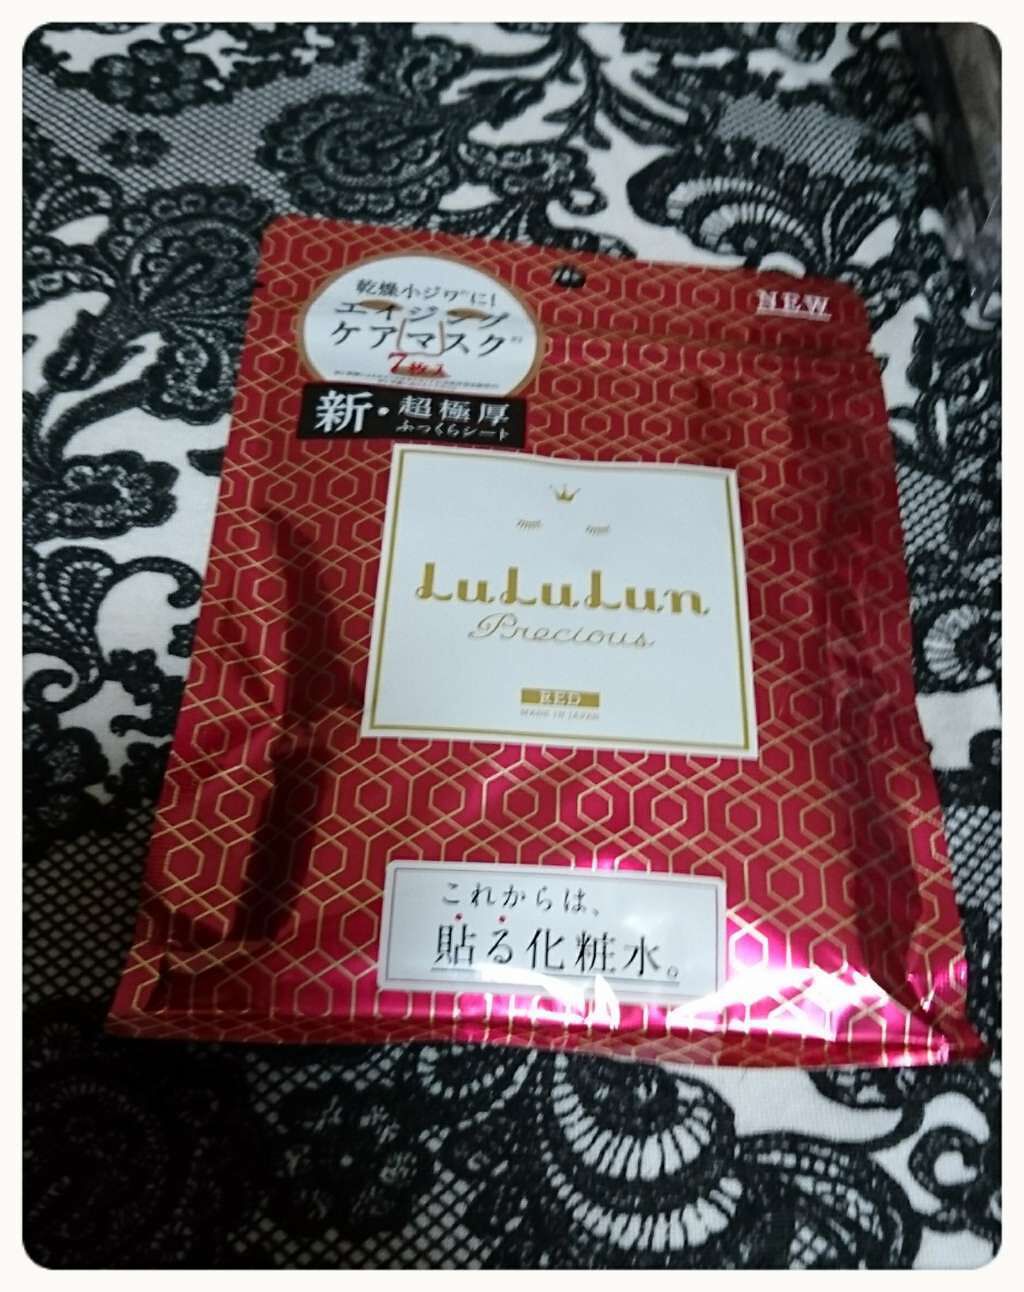 乾燥小ジワに!
エイジング
ケアマスク
7枚入
NEW
新・超極厚
ふっくらシート
LuLuLun
Precious
RED
MADE IN JAPAN
これからは、
貼る化粧水。